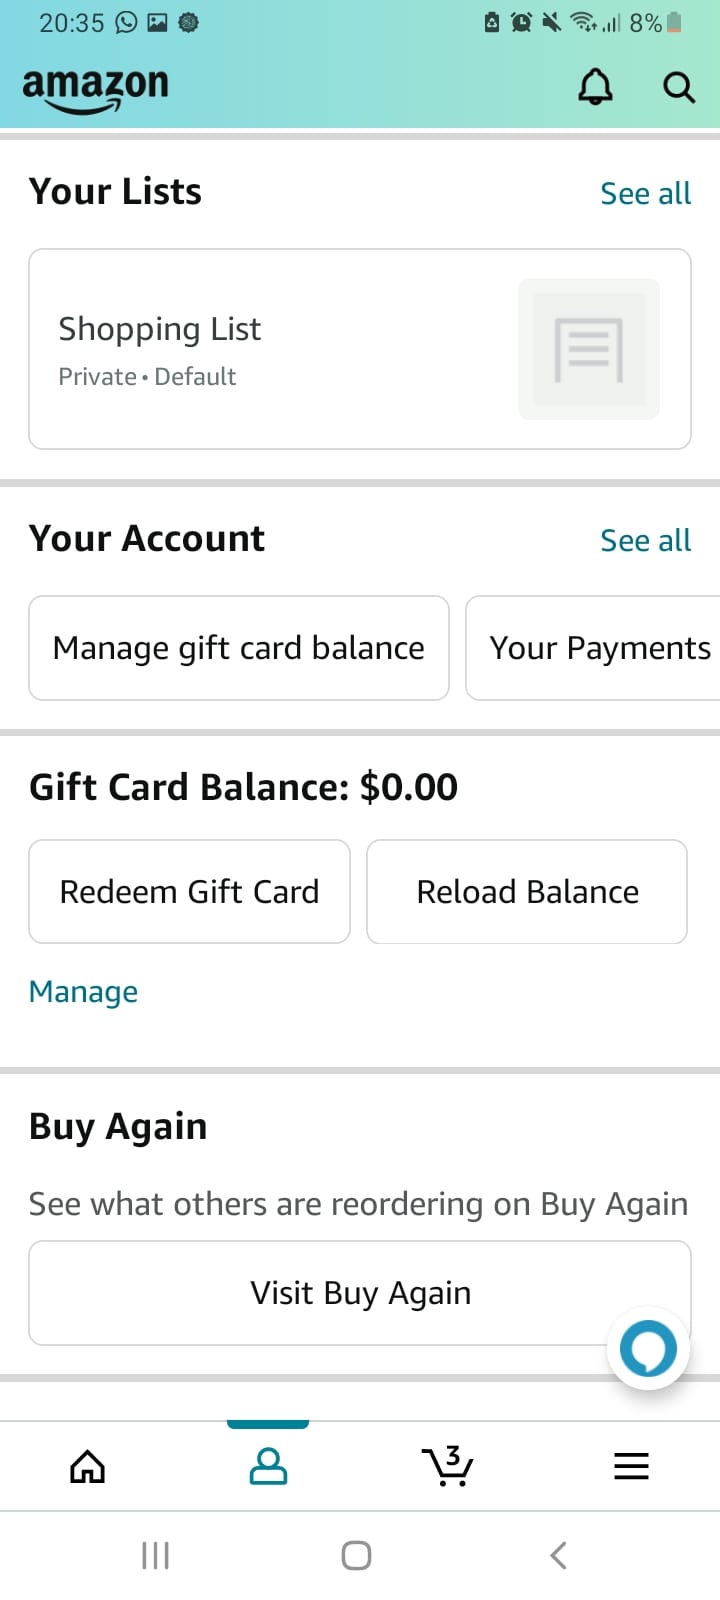 20:35 8%
amazon
Your Lists See all
Shopping List
Private • Default
Your Account See all
Manage gift card balance Your Payments
Gift Card Balance: $0.00
Redeem Gift Card Reload Balance
Manage
Buy Again
See what others are reordering on Buy Again
Visit Buy Again
3